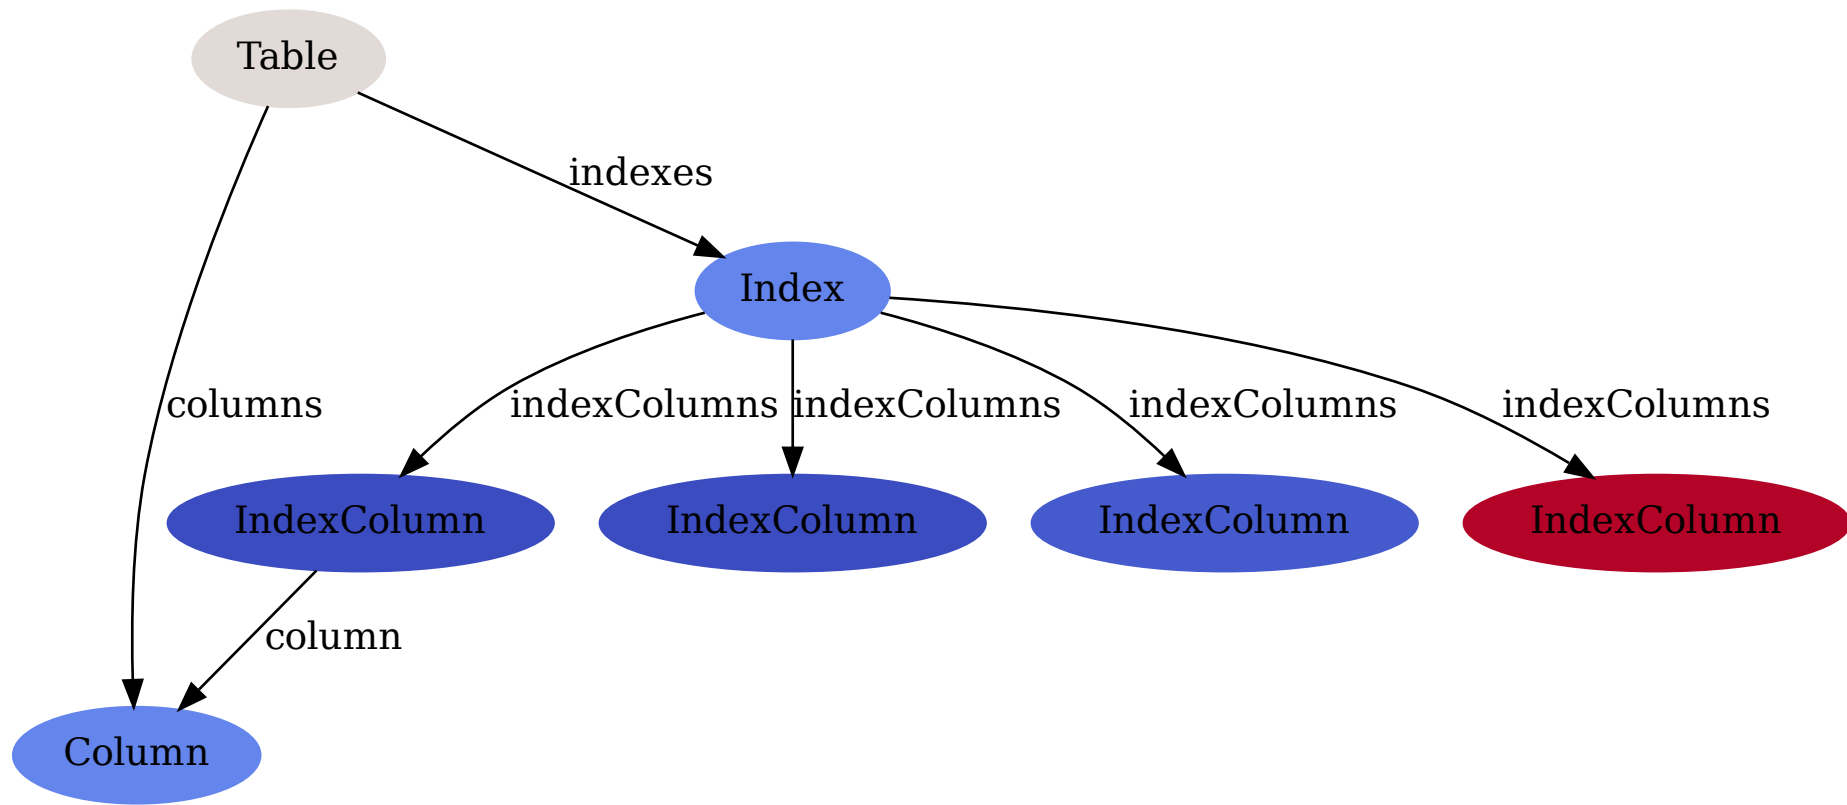 Table
indexes
Index
columns
indexColumns
indexColumns
indexColumns
indexColumns
IndexColumn
IndexColumn
IndexColumn
IndexColumn
column
Column